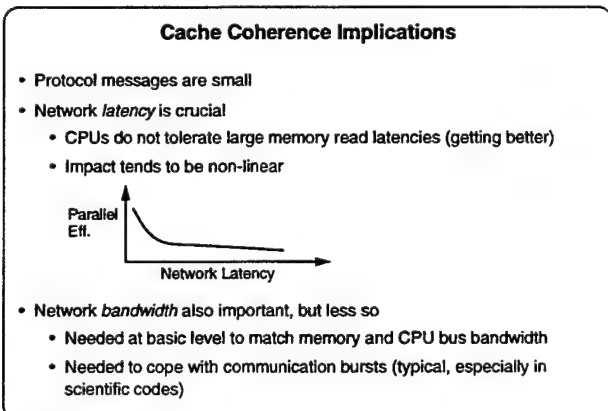 Cache Coherence Implications
• Protocol messages are small
• Network latency is crucial
• CPUs do not tolerate large memory read latencies (getting better)
• Impact tends to be non-linear
Parallel
Eff.
Network Latency
• Network bandwidth also important, but less so
• Needed at basic level to match memory and CPU bus bandwidth
• Needed to cope with communication bursts (typical, especially in
scientific codes)